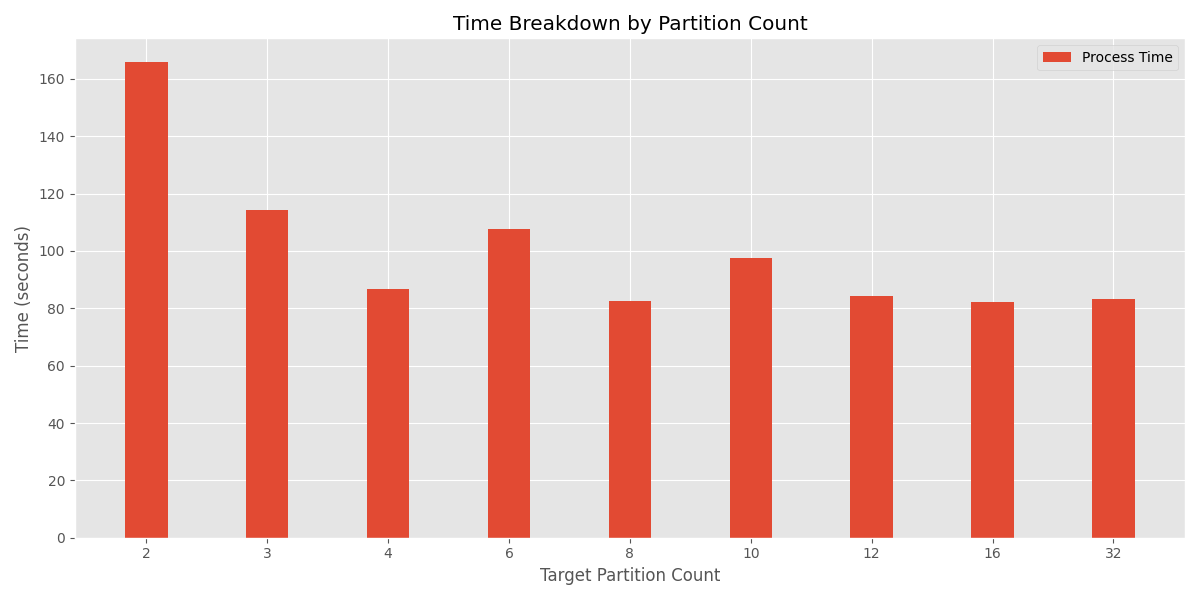 Time Breakdown by Partition Count
Process Time
160
140
120
100
80
60
40
20
0
Time (seconds)
2 3 4 6 8 10 12 16 32
Target Partition Count